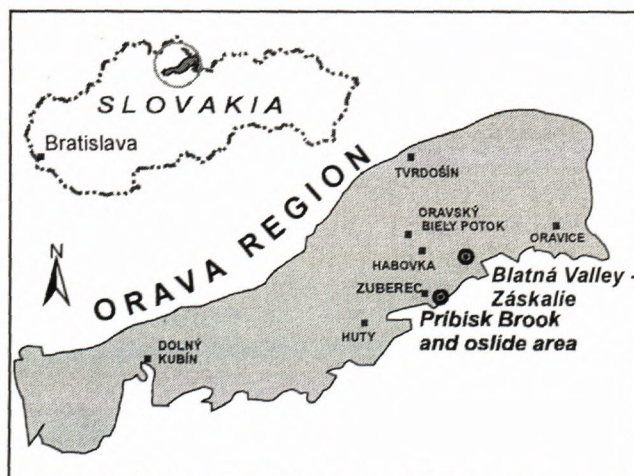 SLOVAKIA
Bratislava
ORAVA REGION
N
TVRDOŠÍN
ORAVSKÝ
BIELY POTOK
ORAVICE
HABOVKA
Blatná Valley -
Záskalie
ZUBEREC
Pribisk Brook
and oslide area
HUTY
DOLNÝ
KUBÍN